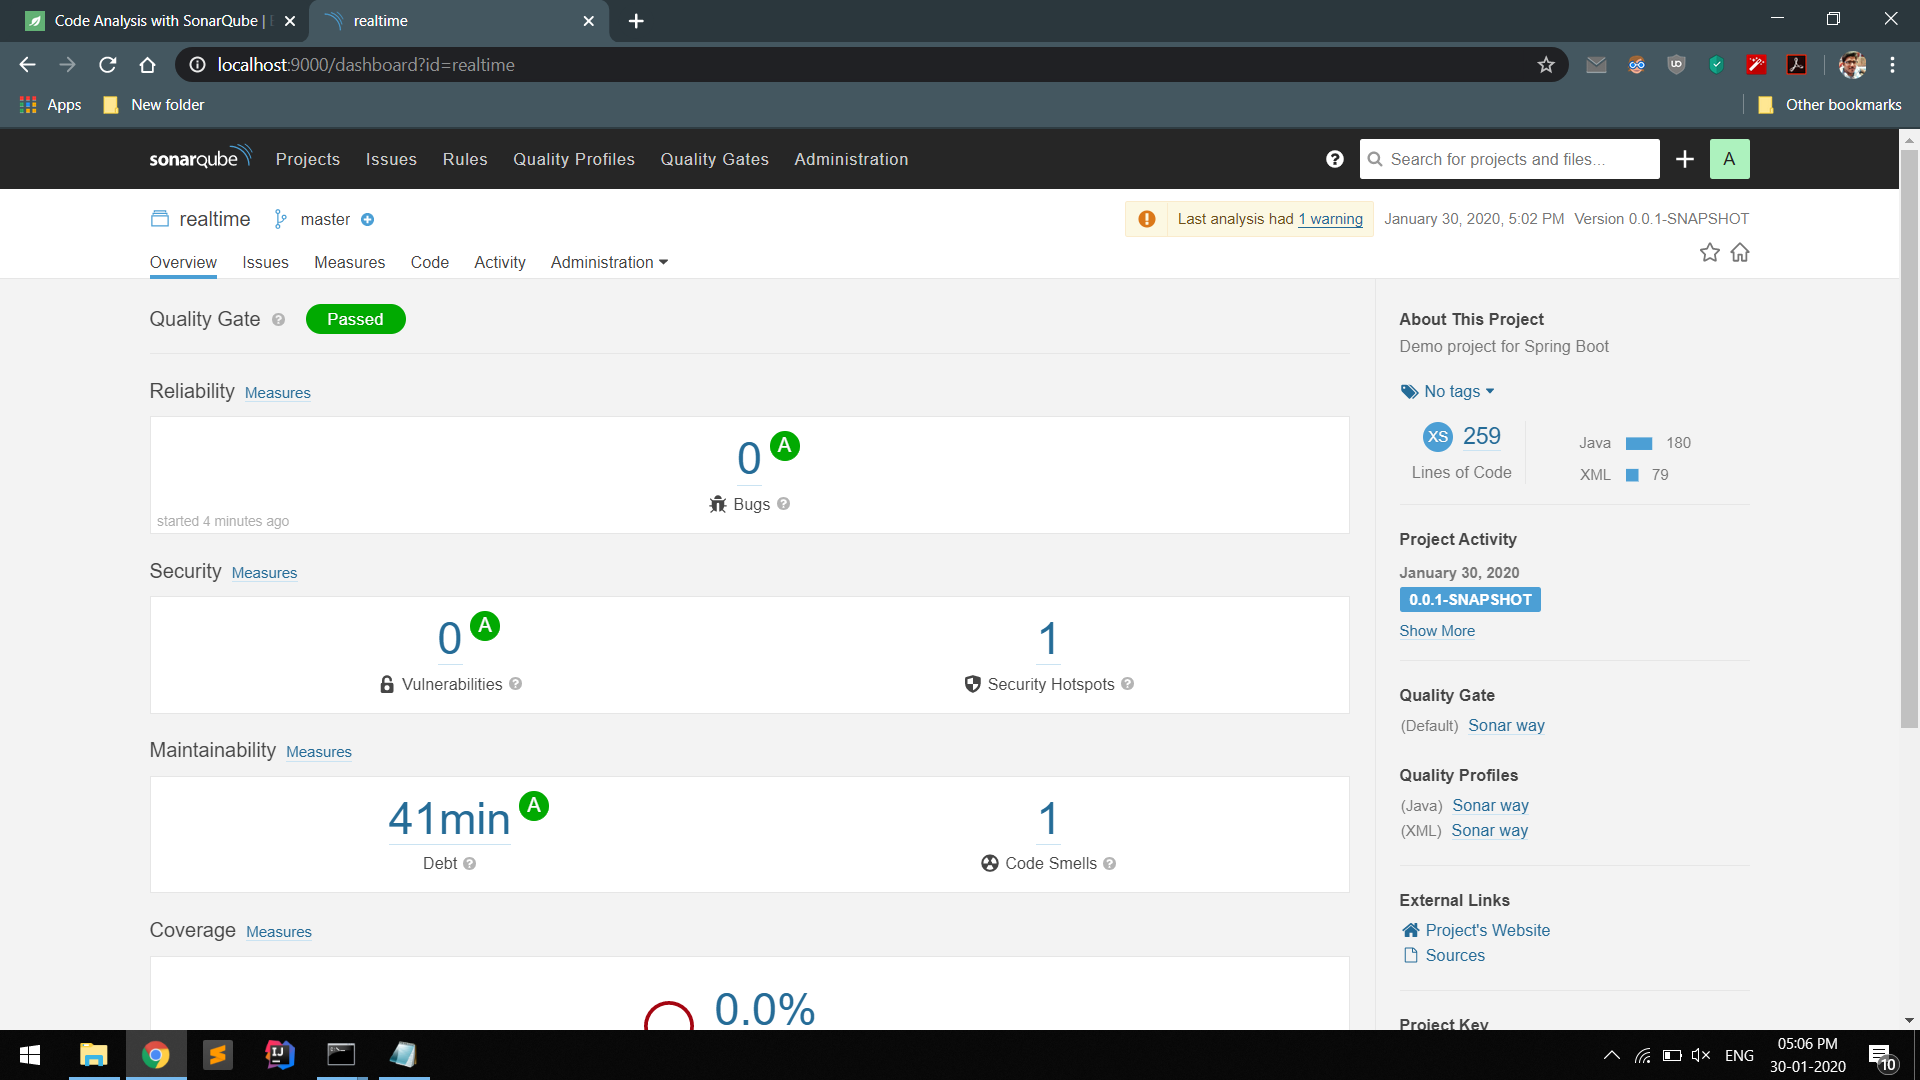 Code Analysis with SonarQube |
realtime
localhost:9000/dashboard?id=realtime
Apps
New folder
Other bookmarks
sonarqube
Projects
Issues
Rules
Quality Profiles
Quality Gates
Administration
Search for projects and files...
A
realtime
master
Last analysis had 1 warning
January 30, 2020, 5:02 PM
Version 0.0.1-SNAPSHOT
Overview
Issues
Measures
Code
Activity
Administration
Quality Gate
Passed
Reliability
Measures
0
A
Bugs
started 4 minutes ago
Security
Measures
0
A
Vulnerabilities
1
Security Hotspots
Maintainability
Measures
41min
A
Debt
1
Code Smells
Coverage
Measures
0.0%
About This Project
Demo project for Spring Boot
No tags
XS
259
Lines of Code
Java
180
XML
79
Project Activity
January 30, 2020
0.0.1-SNAPSHOT
Show More
Quality Gate
(Default) Sonar way
Quality Profiles
(Java) Sonar way
(XML) Sonar way
External Links
Project's Website
Sources
Project Key
ENG
05:06 PM
30-01-2020
10